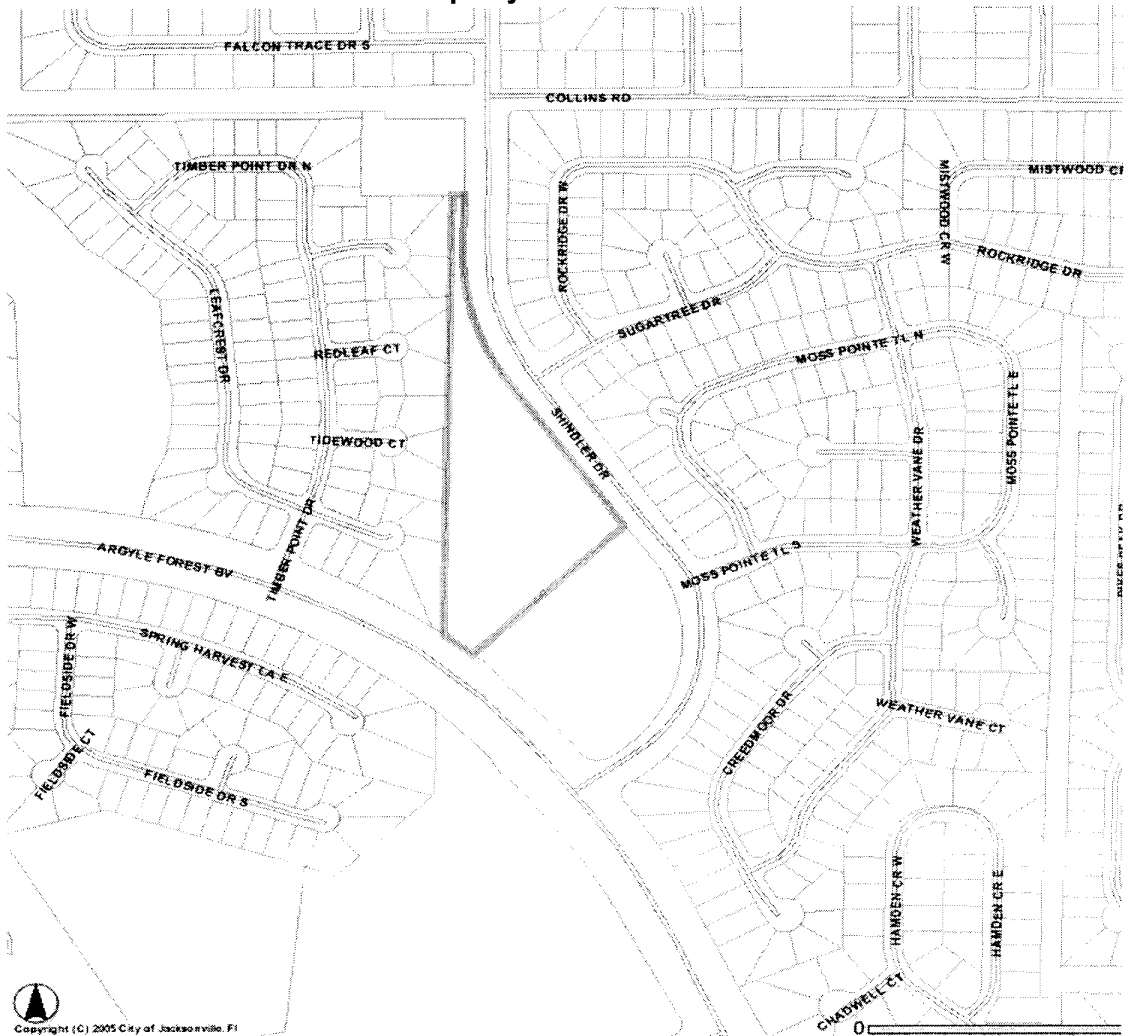 FALCON TRACE DR S
COLLINS RD
TIMBER POINT DR N
MISTWOOD CR W
ROCKRIDGE DR W
ROCKRIDGE DR
LEAFCREST DR
SUGARTREE DR
REDLEAF CT
MOSS POINTE TL N
MOSS POINTE TL E
TIDEWOOD CT
SHINDLER DR
WEATHER VANE DR
TIMBER POINT DR
ARGYLE FOREST BV
TIMBER POINT DR
MOSS POINTE TL S
SPRING HARVEST LA E
FIELDSIDE DR W
FIELDSIDE CT
FIELDSIDE DR S
CREEDMOOR DR
WEATHER VANE CT
HAMDEN CR W
HAMDEN CR E
CHADWELL CT
Copyright (C) 2005 City of Jacksonville, Fl
0